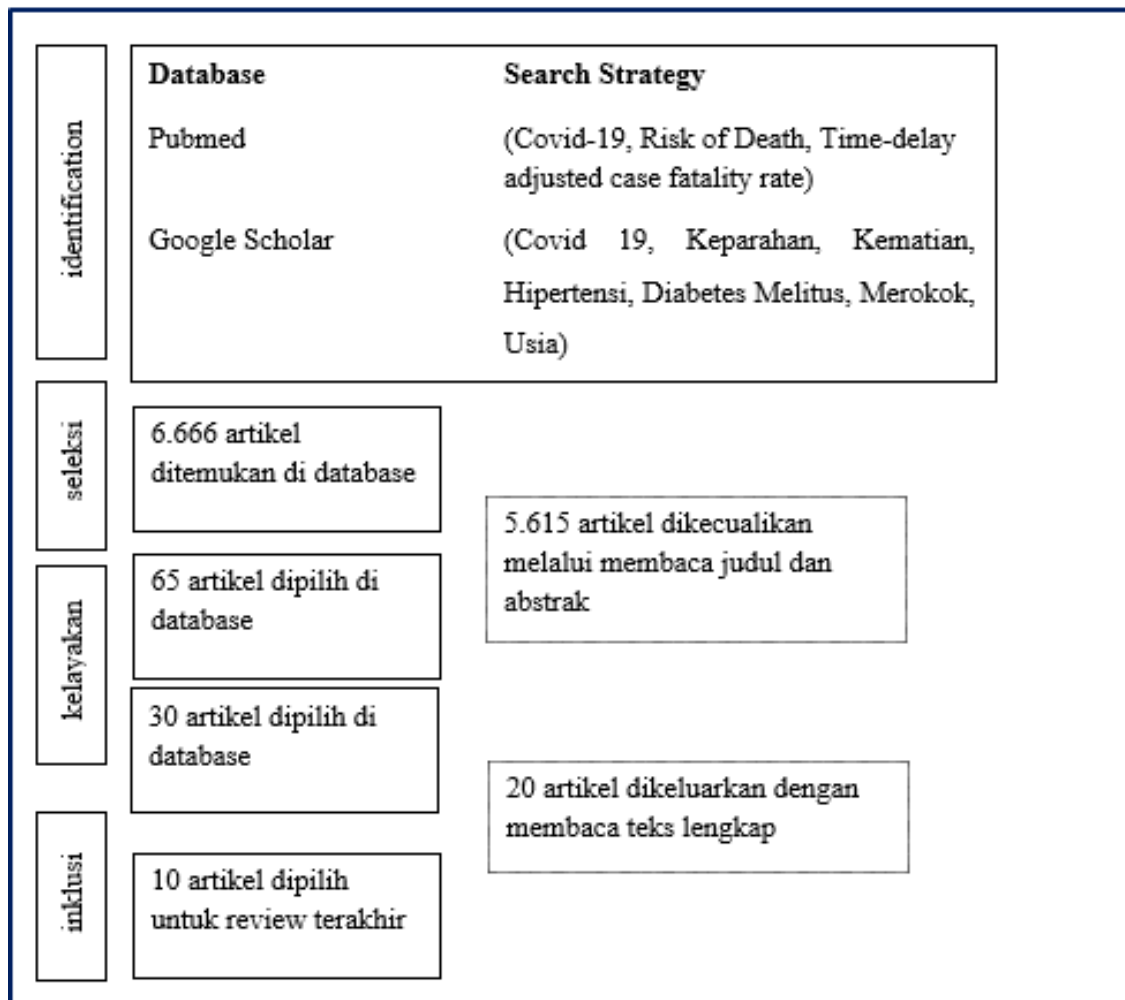 identification
Database
Search Strategy
Pubmed
(Covid-19, Risk of Death, Time-delay
adjusted case fatality rate)
Google Scholar
(Covid 19, Keparahan, Kematian,
Hipertensi, Diabetes Melitus, Merokok,
Usia)
seleksi
6.666 artikel
ditemukan di database
5.615 artikel dikecualikan
melalui membaca judul dan
abstrak
kelayakan
65 artikel dipilih di
database
30 artikel dipilih di
database
20 artikel dikeluarkan dengan
membaca teks lengkap
inklusi
10 artikel dipilih
untuk review terakhir